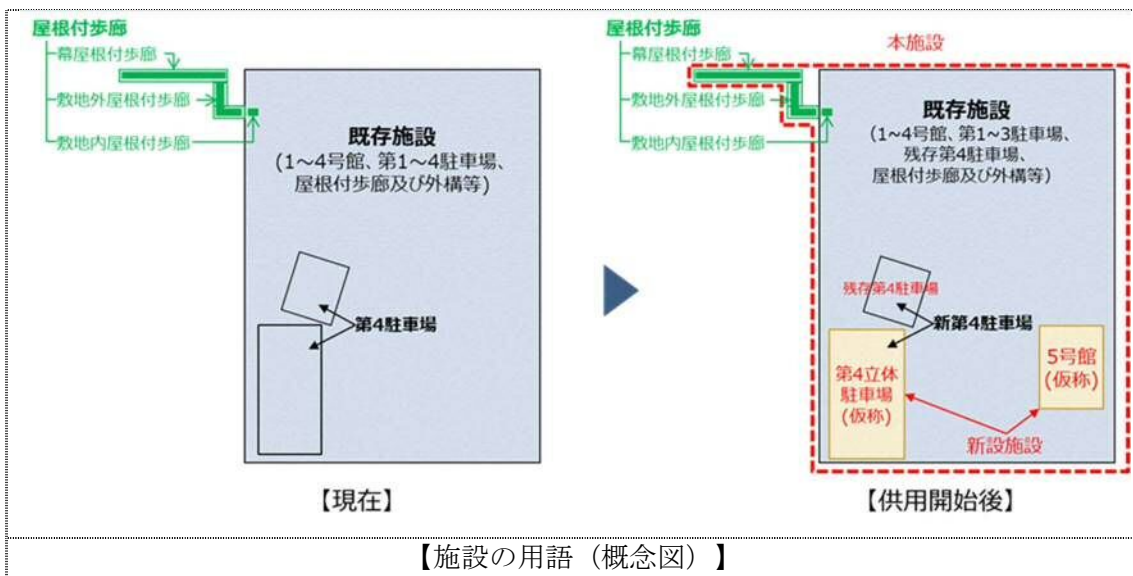 屋根付歩廊
幕屋根付歩廊
敷地外屋根付歩廊
敷地内屋根付歩廊
既存施設
(1~4号館、第1~4駐車場、
屋根付歩廊及び外構等)
第4駐車場
【現在】
屋根付歩廊
幕屋根付歩廊
敷地外屋根付歩廊
敷地内屋根付歩廊
本施設
既存施設
(1~4号館、第1~3駐車場、
残存第4駐車場、
屋根付歩廊及び外構等)
残存第4駐車場
新第4駐車場
第4立体
駐車場
(仮称)
5号館
(仮称)
新設施設
【供用開始後】
【施設の用語（概念図）】